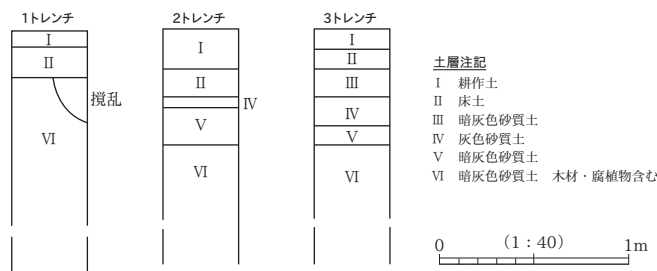 1トレンチ
Ⅰ
Ⅱ
撹乱
Ⅵ
2トレンチ
Ⅰ
Ⅱ
Ⅳ
Ⅴ
Ⅵ
3トレンチ
Ⅰ
Ⅱ
Ⅲ
Ⅳ
Ⅴ
Ⅵ
土層注記
Ⅰ 耕作土
Ⅱ 床土
Ⅲ 暗灰色砂質土
Ⅳ 灰色砂質土
Ⅴ 暗灰色砂質土
Ⅵ 暗灰色砂質土 木材・腐植物含む
0 (1:40) 1m